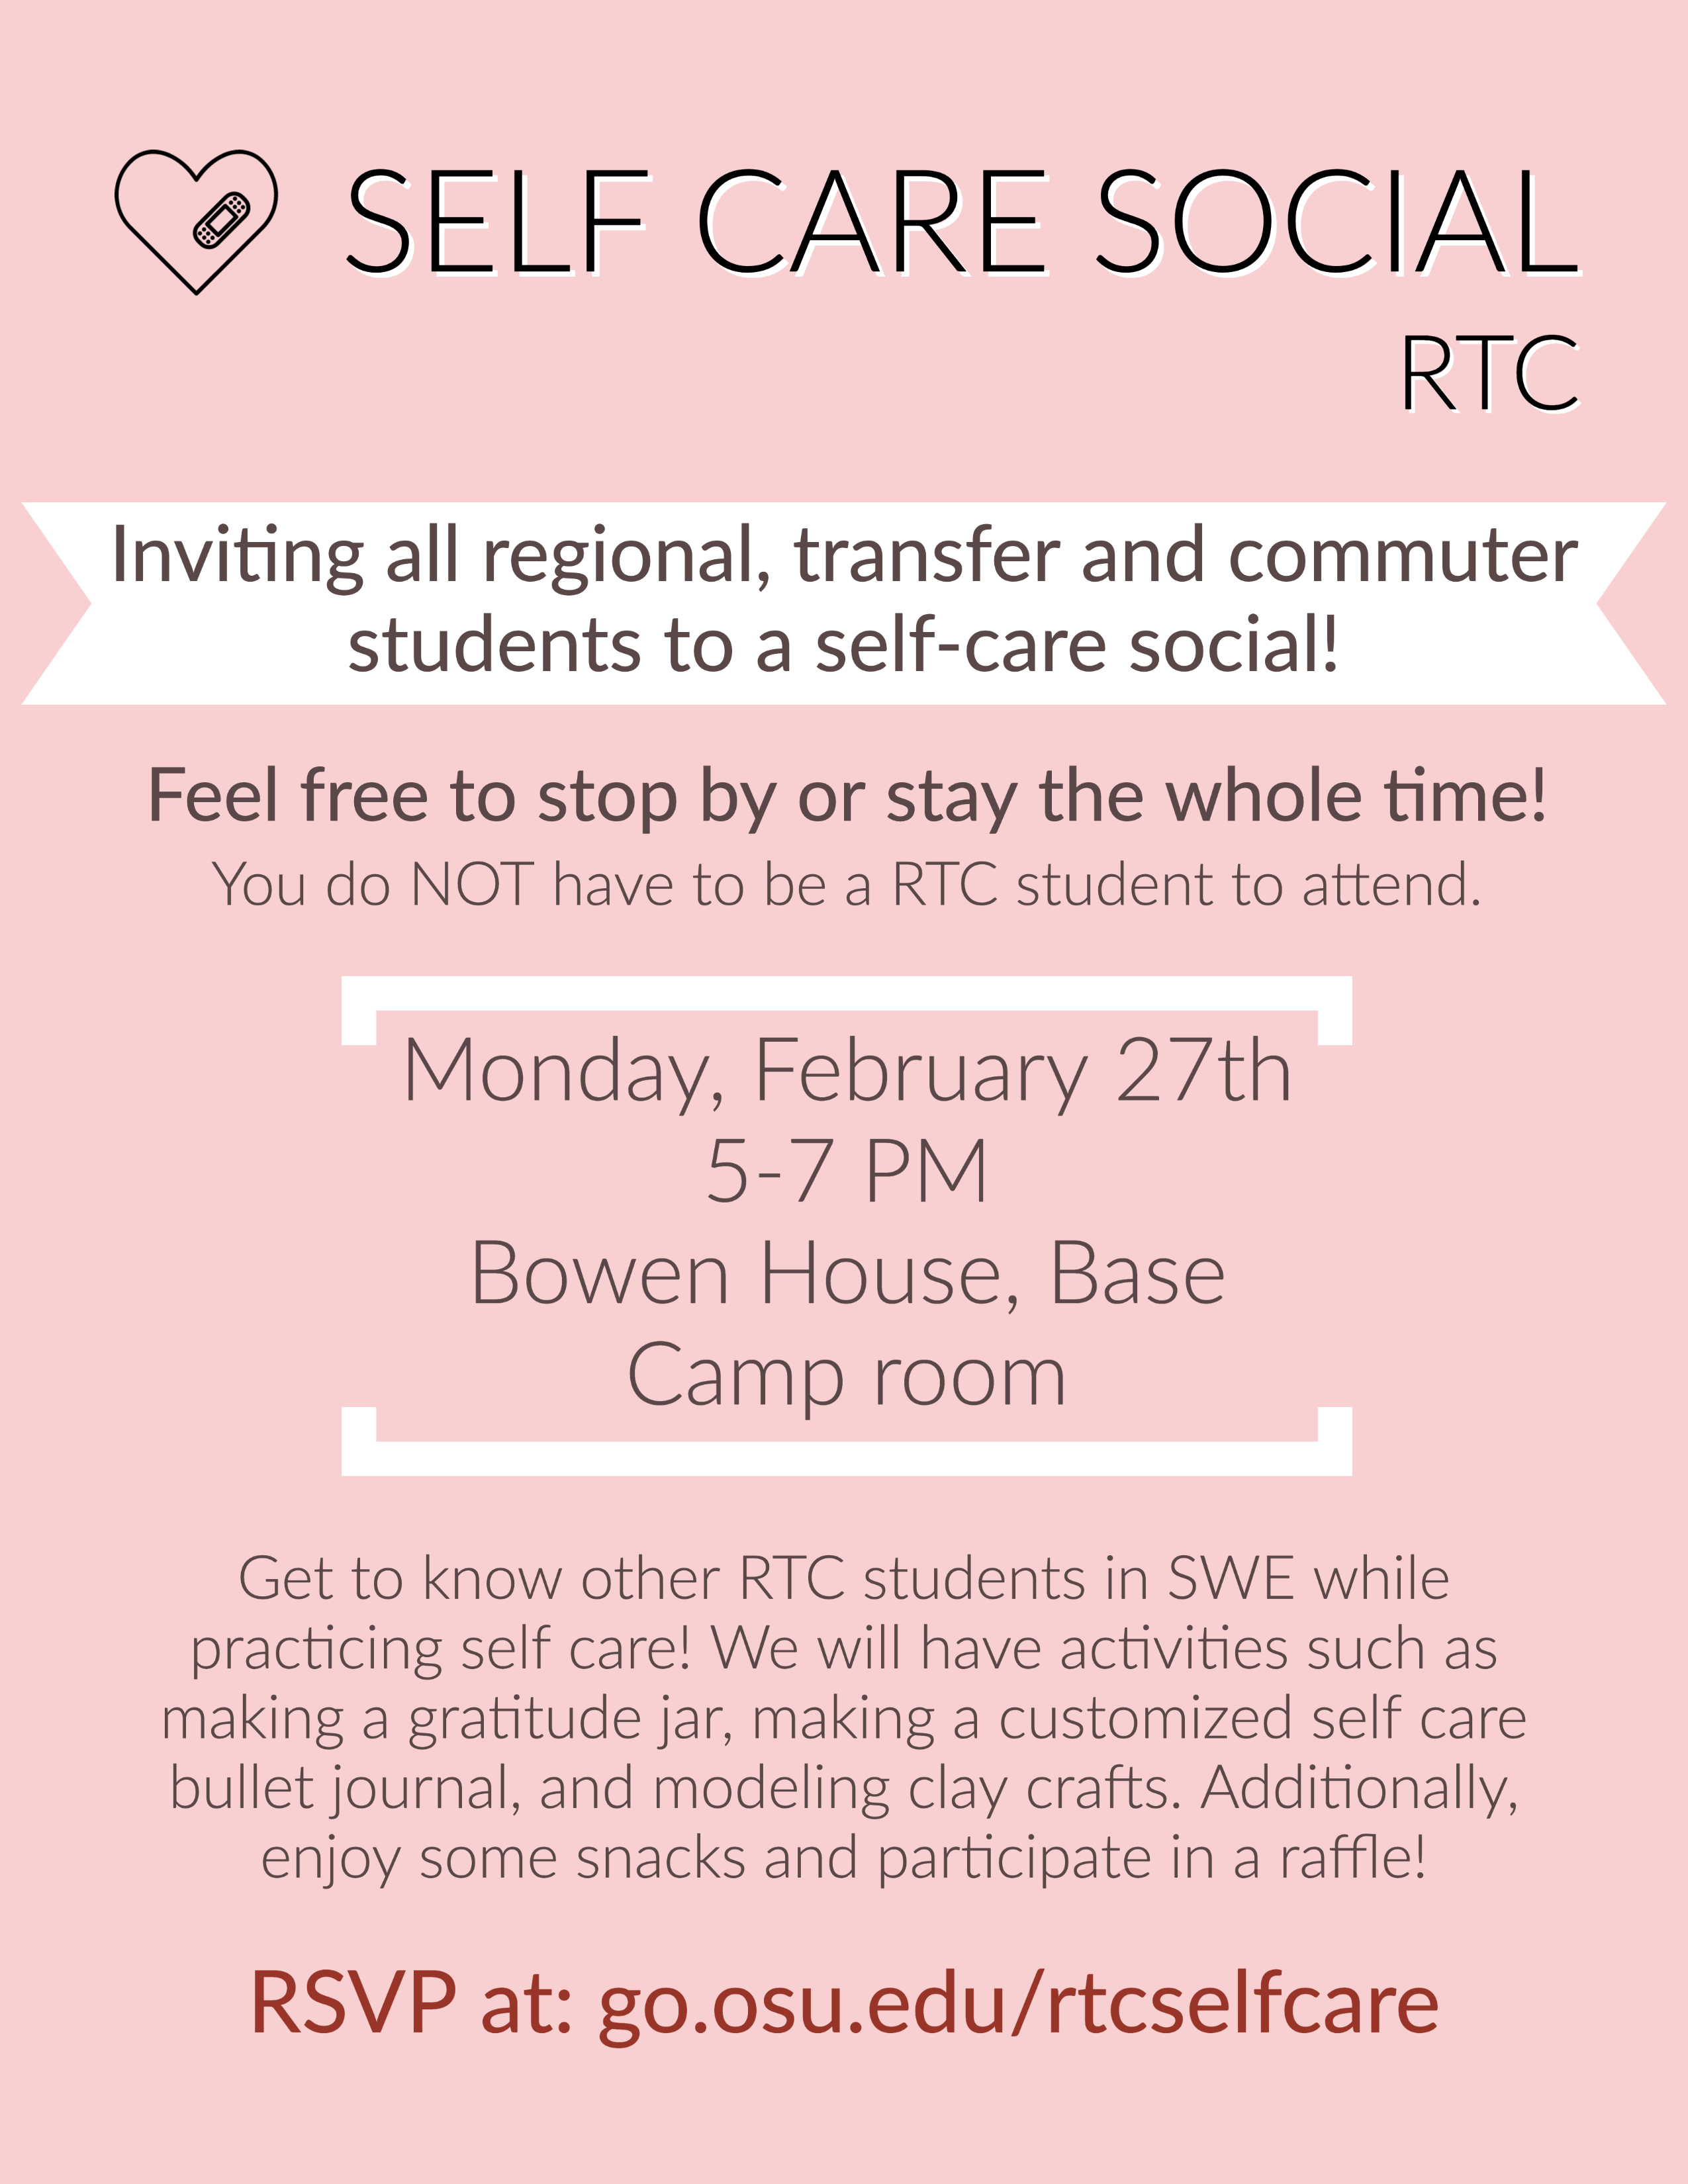 SELF CARE SOCIAL
RTC
Inviting all regional, transfer and commuter
students to a self-care social!
Feel free to stop by or stay the whole time!
You do NOT have to be a RTC student to attend.
Monday, February 27th
5-7 PM
Bowen House, Base
Camp room
Get to know other RTC students in SWE while
practicing self care! We will have activities such as
making a gratitude jar, making a customized self care
bullet journal, and modeling clay crafts. Additionally,
enjoy some snacks and participate in a raffle!
RSVP at: go.osu.edu/rtcselfcare